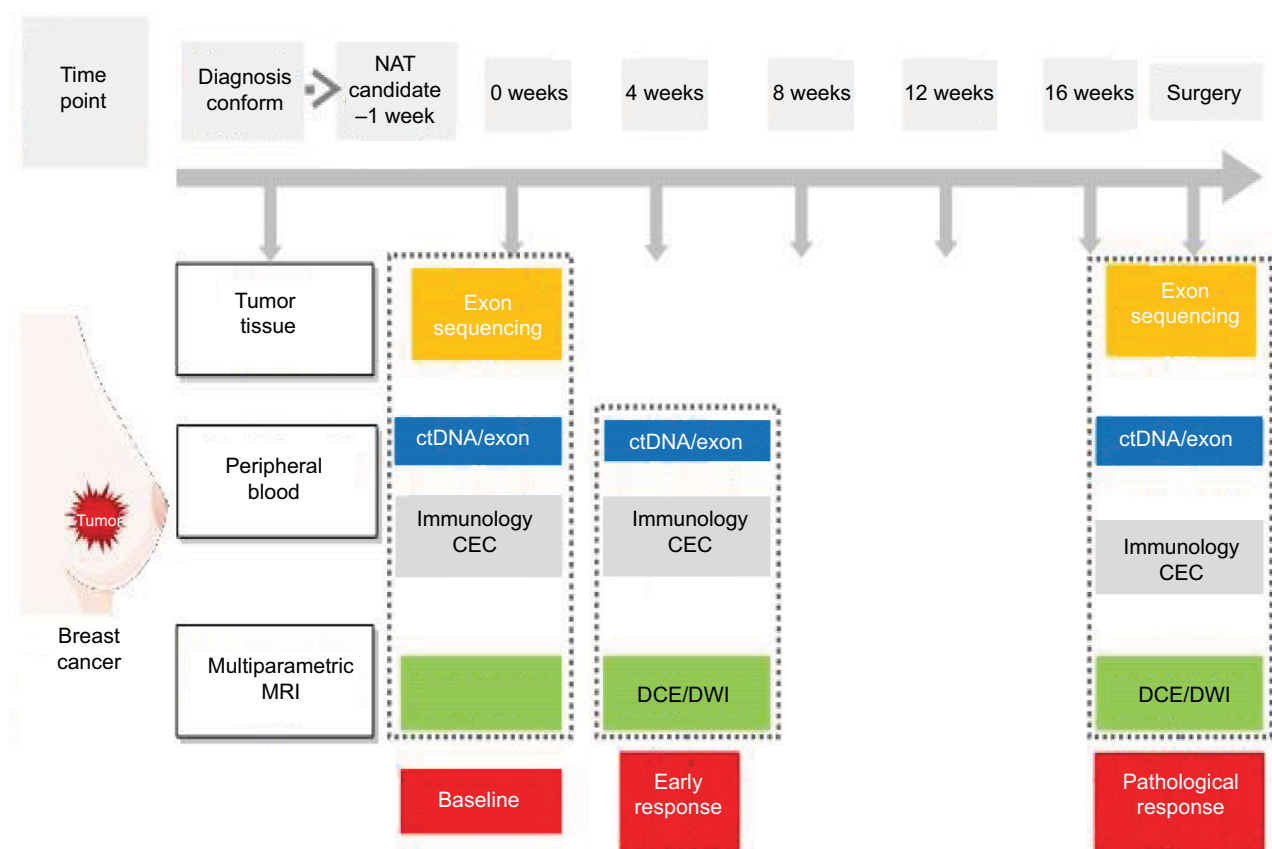 Time
point
Diagnosis
conform
NAT
candidate
–1 week
0 weeks
4 weeks
8 weeks
12 weeks
16 weeks
Surgery
Tumor
tissue
Exon
sequencing
Exon
sequencing
Peripheral
blood
ctDNA/exon
ctDNA/exon
ctDNA/exon
Immunology
CEC
Immunology
CEC
Immunology
CEC
Tumor
Breast
cancer
Multiparametric
MRI
DCE/DWI
DCE/DWI
Baseline
Early
response
Pathological
response